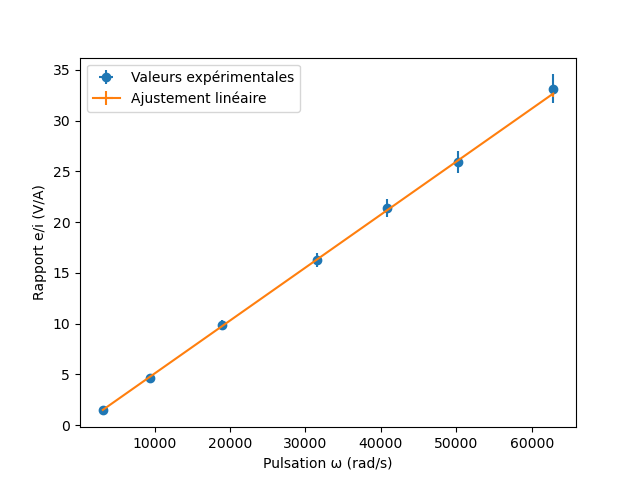 Valeurs expérimentales
Ajustement linéaire
35
30
25
20
15
10
5
0
Rapport e/i (V/A)
10000 20000 30000 40000 50000 60000
Pulsation ω (rad/s)